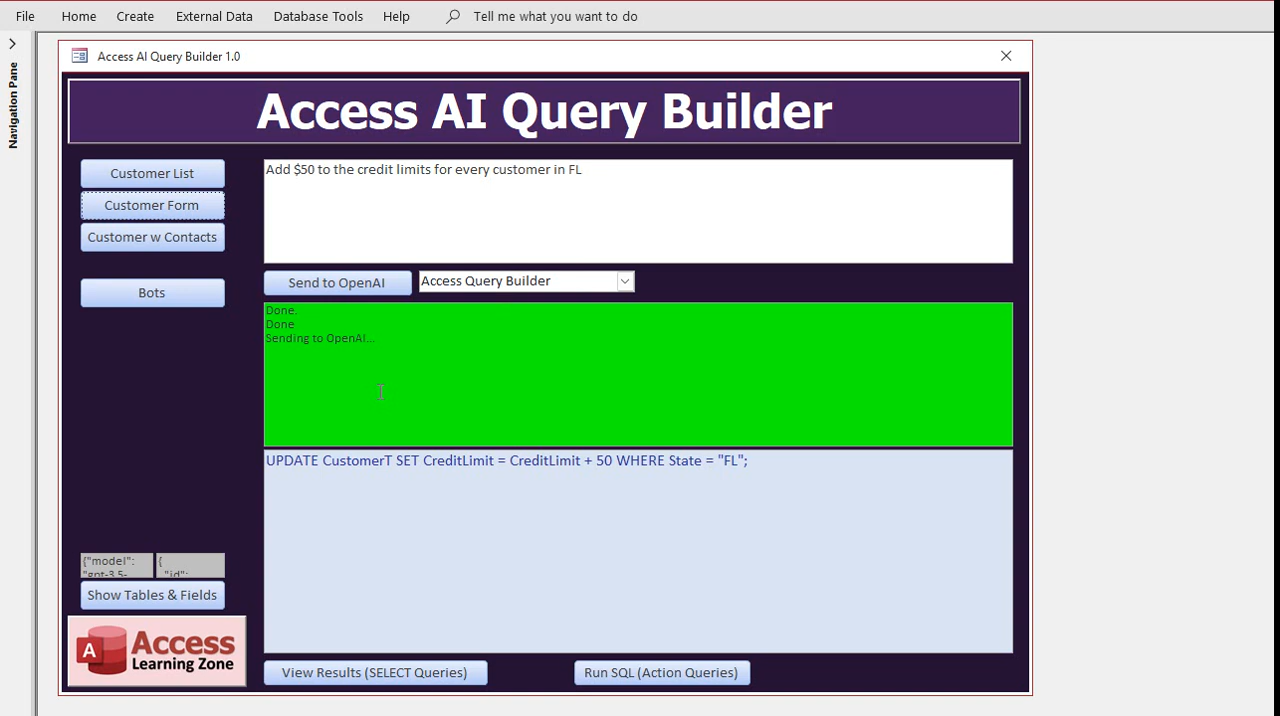 File Home Create External Data Database Tools Help Tell me what you want to do
Navigation Pane
Access AI Query Builder 1.0
Access AI Query Builder
Customer List
Customer Form
Customer w Contacts
Bots
Add $50 to the credit limits for every customer in FL
Send to OpenAI
Access Query Builder
Done.
Done
Sending to OpenAI...
UPDATE CustomerT SET CreditLimit = CreditLimit + 50 WHERE State = "FL";
{"model":
"gpt-3.5-
{
"id":
Show Tables & Fields
A
Access
Learning Zone
View Results (SELECT Queries)
Run SQL (Action Queries)